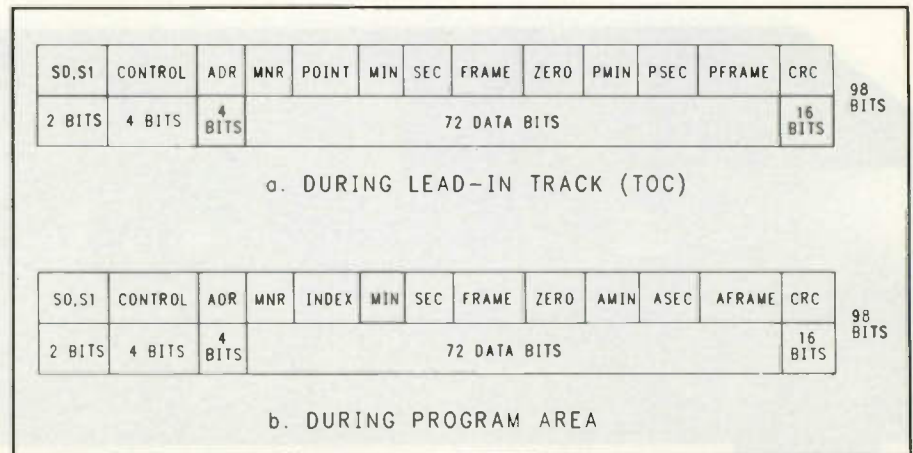 S0,S1 CONTROL ADR MNR POINT MIN SEC FRAME ZERO PMIN PSEC PFRAME CRC
98 BITS
2 BITS 4 BITS 4 BITS 72 DATA BITS 16 BITS
a. DURING LEAD-IN TRACK (TOC)
S0,S1 CONTROL ADR MNR INDEX MIN SEC FRAME ZERO AMIN ASEC AFRAME CRC
98 BITS
2 BITS 4 BITS 4 BITS 72 DATA BITS 16 BITS
b. DURING PROGRAM AREA